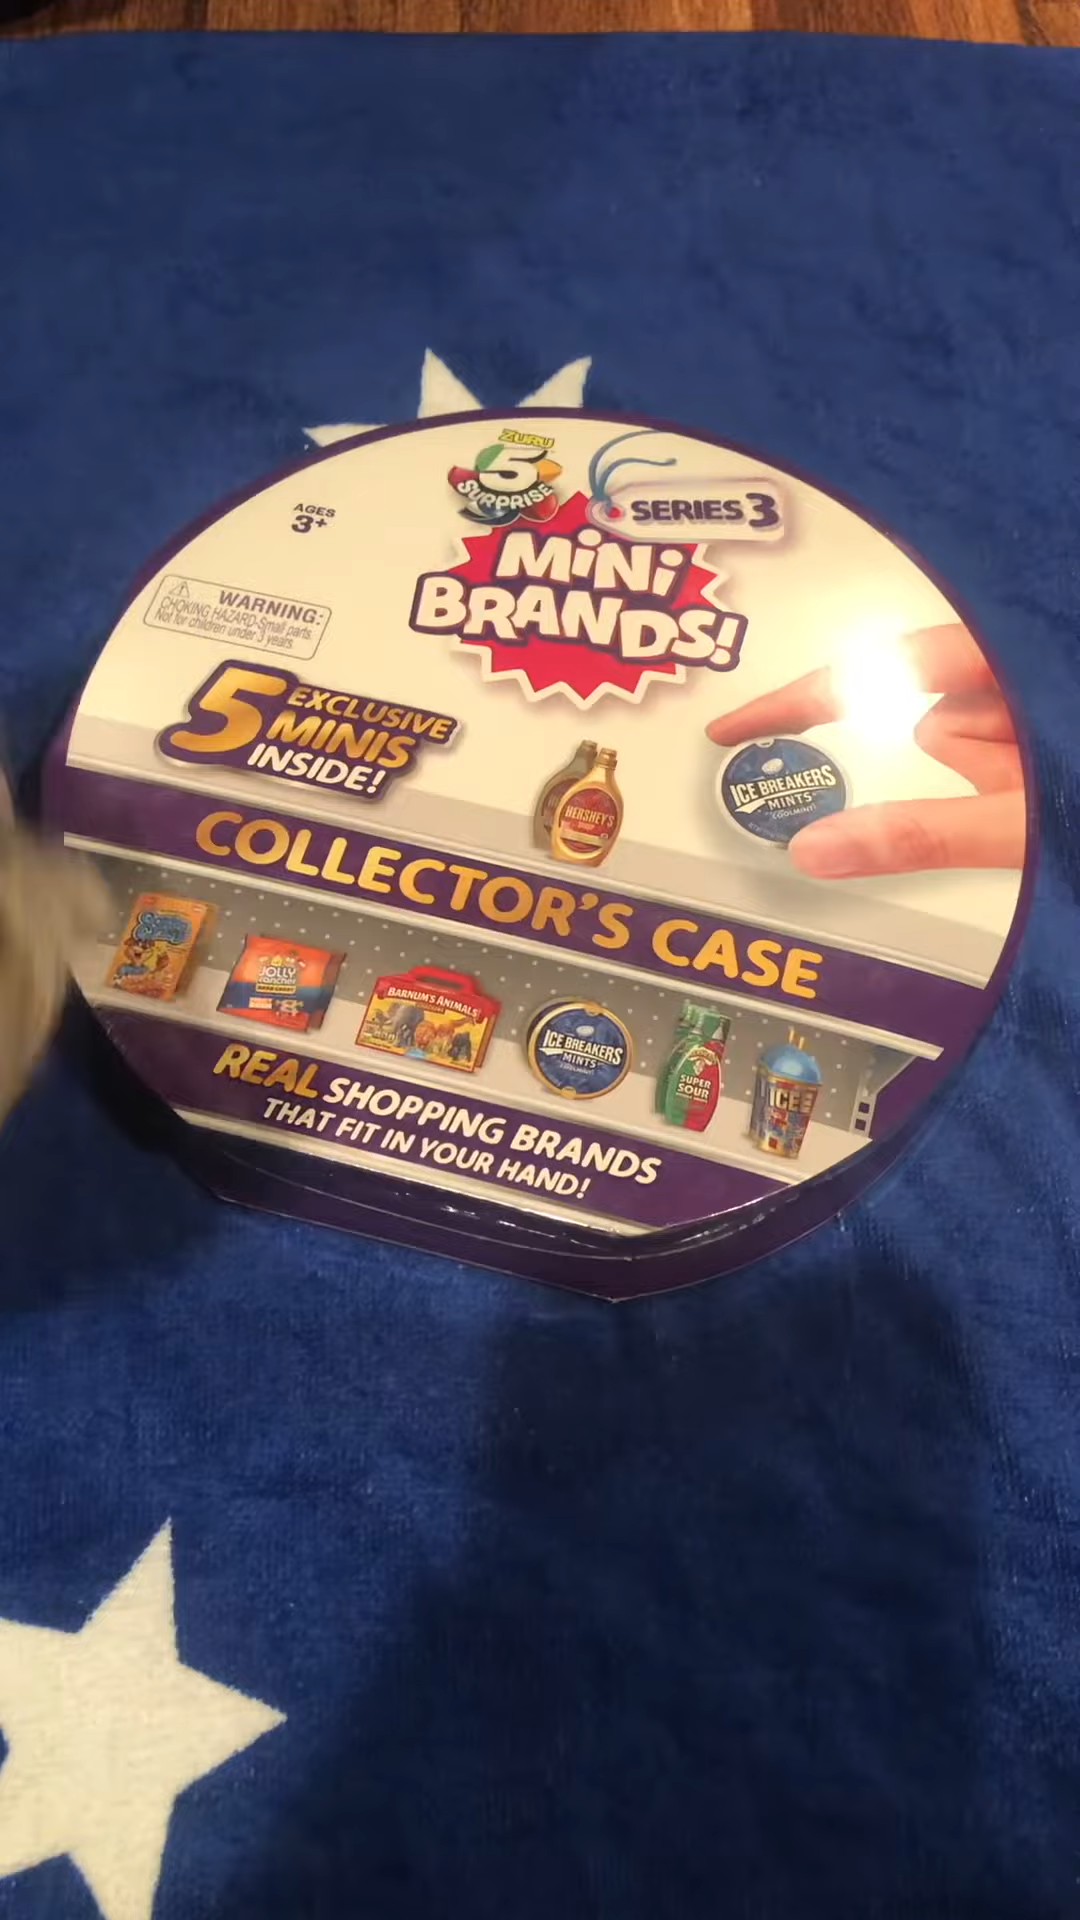 ZURU
5
SURPRISE
SERIES 3
MiNi
BRANDS!
AGES
3+
WARNING:
CHOKING HAZARD-Small parts.
Not for children under 3 years.
5 EXCLUSIVE
MINIS
INSIDE!
HERSHEY'S
ICE BREAKERS
MINTS
COOLMINT
COLLECTOR'S CASE
JOLLY
RANCHER
BARNUM'S ANIMALS
ICE BREAKERS
MINTS
COOLMINT
SUPER
SOUR
ICEE
REAL SHOPPING BRANDS
THAT FIT IN YOUR HAND!